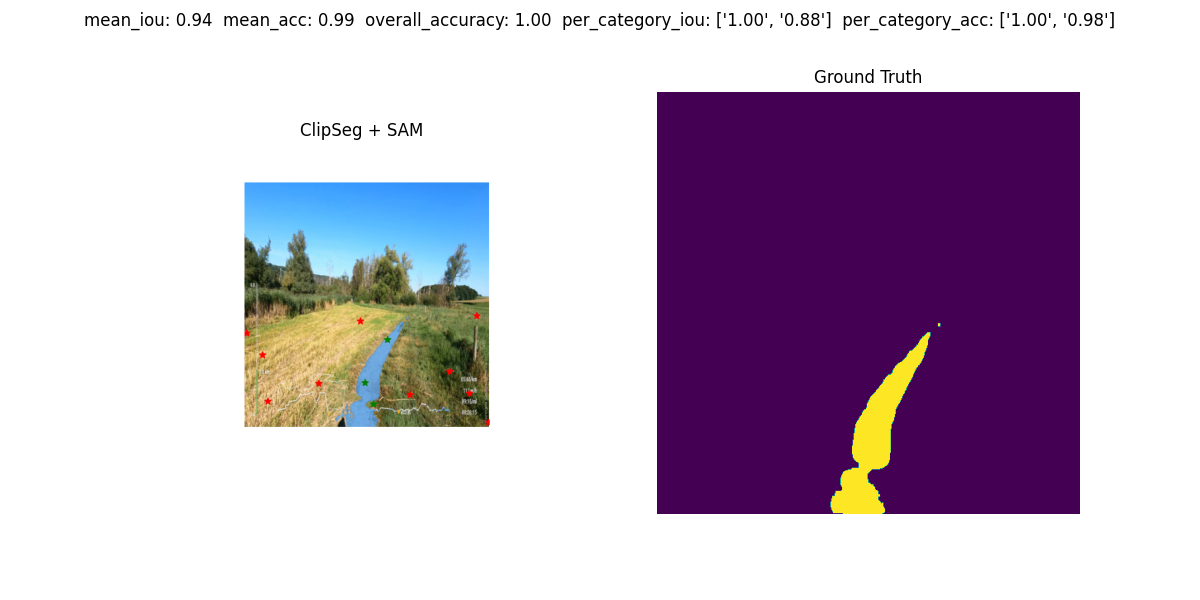 mean_iou: 0.94  mean_acc: 0.99  overall_accuracy: 1.00  per_category_iou: ['1.00', '0.88']  per_category_acc: ['1.00', '0.98']
Ground Truth
ClipSeg + SAM